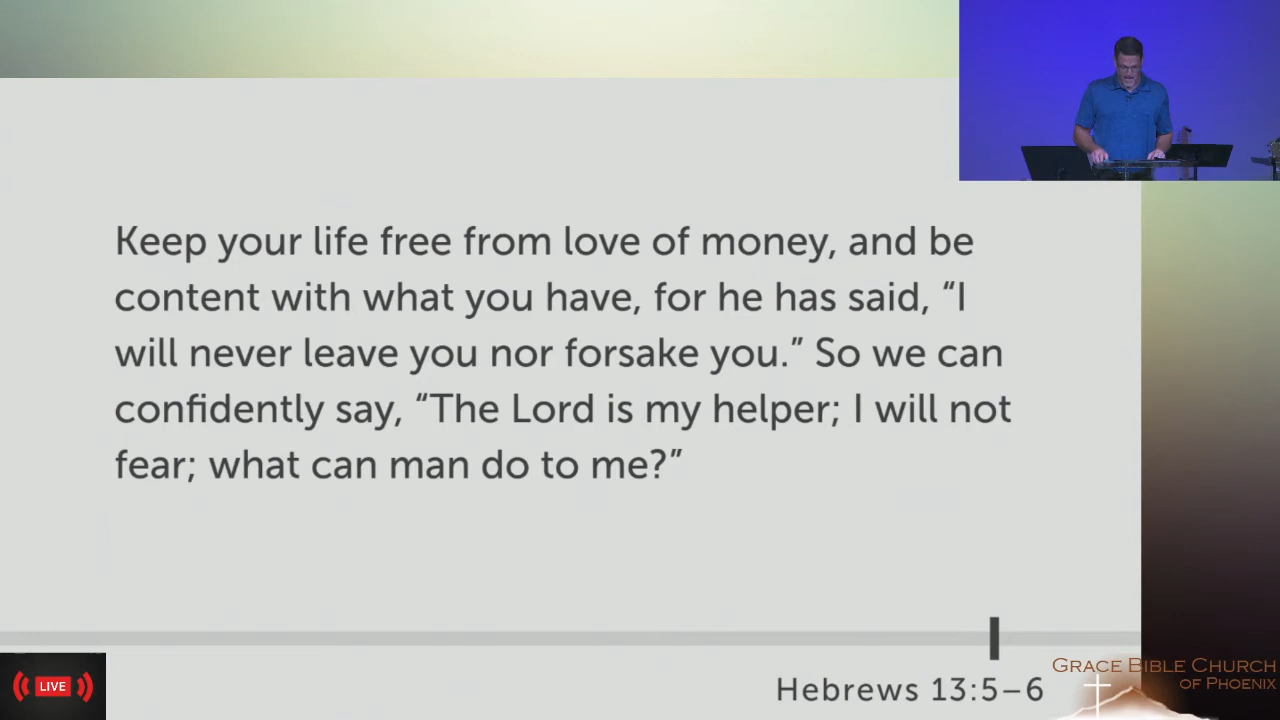 Keep your life free from love of money, and be
content with what you have, for he has said, “I
will never leave you nor forsake you.” So we can
confidently say, “The Lord is my helper; I will not
fear; what can man do to me?”
Hebrews 13:5–6
LIVE
Grace Bible Church
of Phoenix